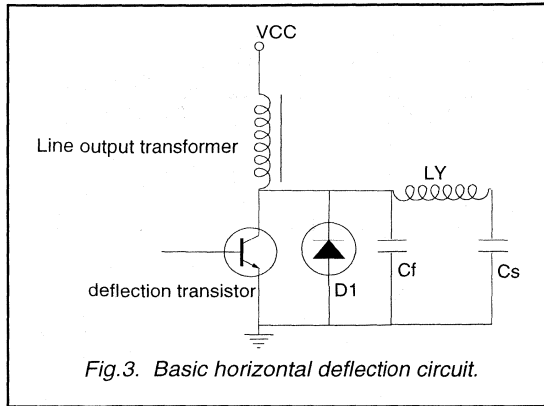 VCC
Line output transformer
LY
deflection transistor
D1
Cf
Cs
Fig.3. Basic horizontal deflection circuit.